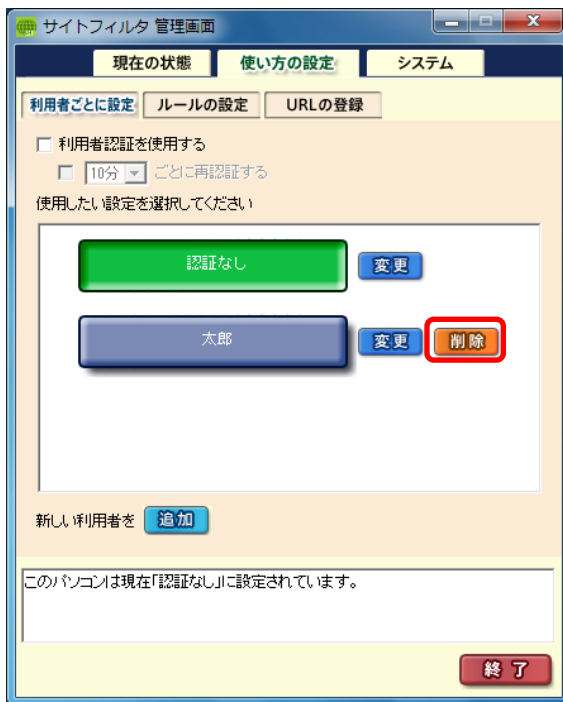 サイトフィルタ 管理画面
現在の状態 使い方の設定 システム
利用者ごとに設定 ルールの設定 URLの登録
利用者認証を使用する
10分 ごとに再認証する
使用したい設定を選択してください
認証なし 変更
太郎 変更 削除
新しい利用者を 追加
このパソコンは現在「認証なし」に設定されています。
終了